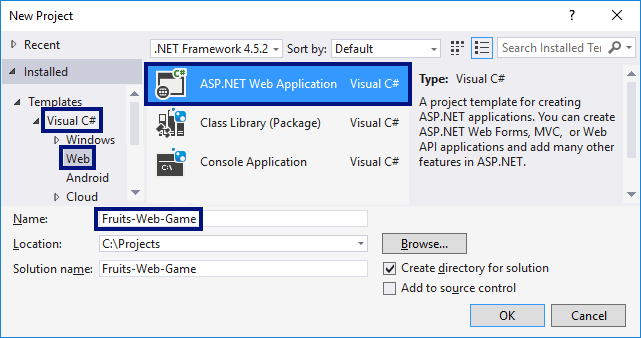 New Project
Recent
.NET Framework 4.5.2
Sort by:
Default
Search Installed Te
Installed
Templates
Visual C#
Windows
Web
Android
Cloud
C#
ASP.NET Web Application
Visual C#
Class Library (Package)
Visual C#
C:\
Console Application
Visual C#
Type: Visual C#
A project template for creating
ASP.NET applications. You can create
ASP.NET Web Forms, MVC, or Web
API applications and add many other
features in ASP.NET.
Name:
Fruits-Web-Game
Location:
C:\Projects
Browse...
Solution name:
Fruits-Web-Game
Create directory for solution
Add to source control
OK
Cancel